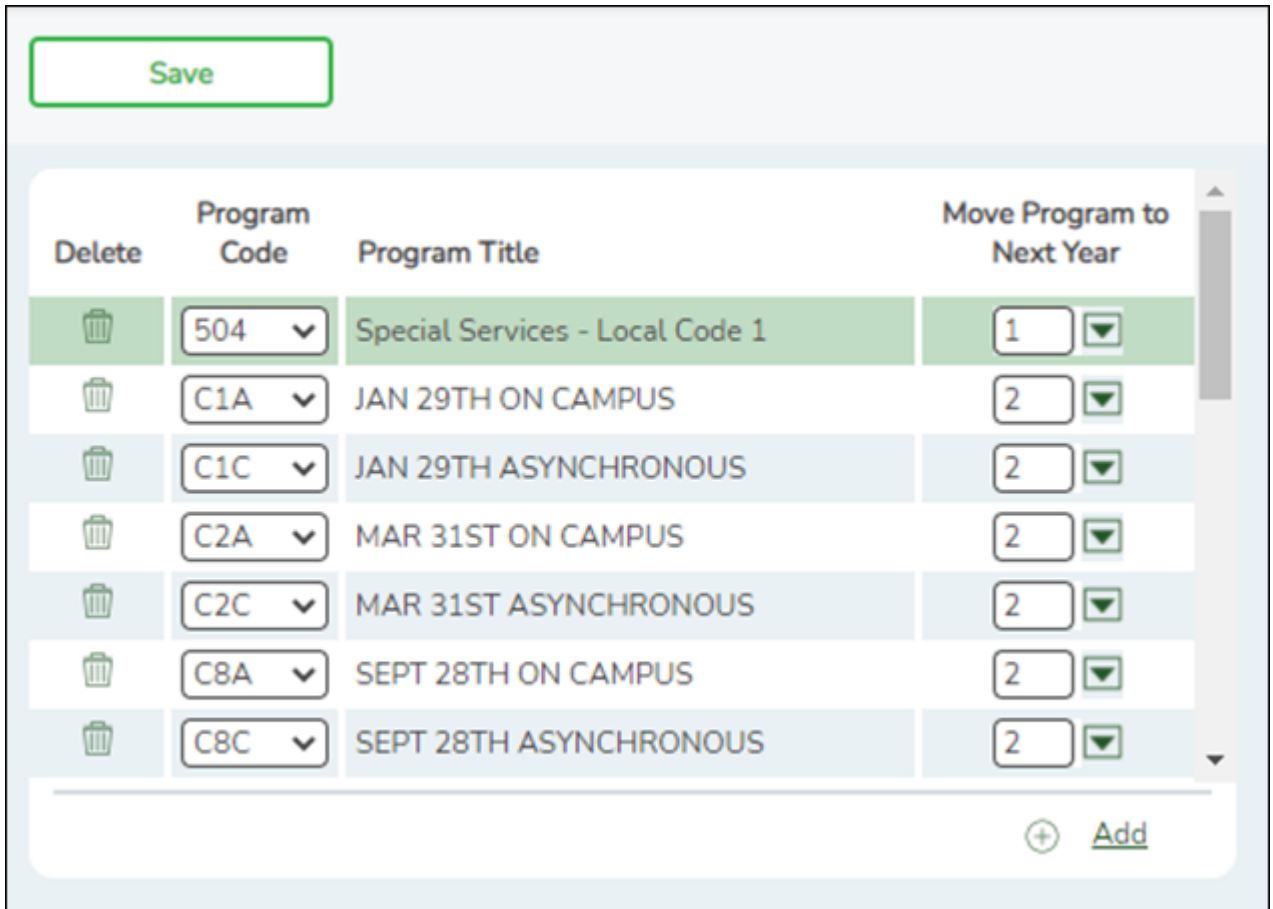 Save
Delete Program Code Program Title Move Program to Next Year
504 Special Services - Local Code 1 1
C1A JAN 29TH ON CAMPUS 2
C1C JAN 29TH ASYNCHRONOUS 2
C2A MAR 31ST ON CAMPUS 2
C2C MAR 31ST ASYNCHRONOUS 2
C8A SEPT 28TH ON CAMPUS 2
C8C SEPT 28TH ASYNCHRONOUS 2
Add